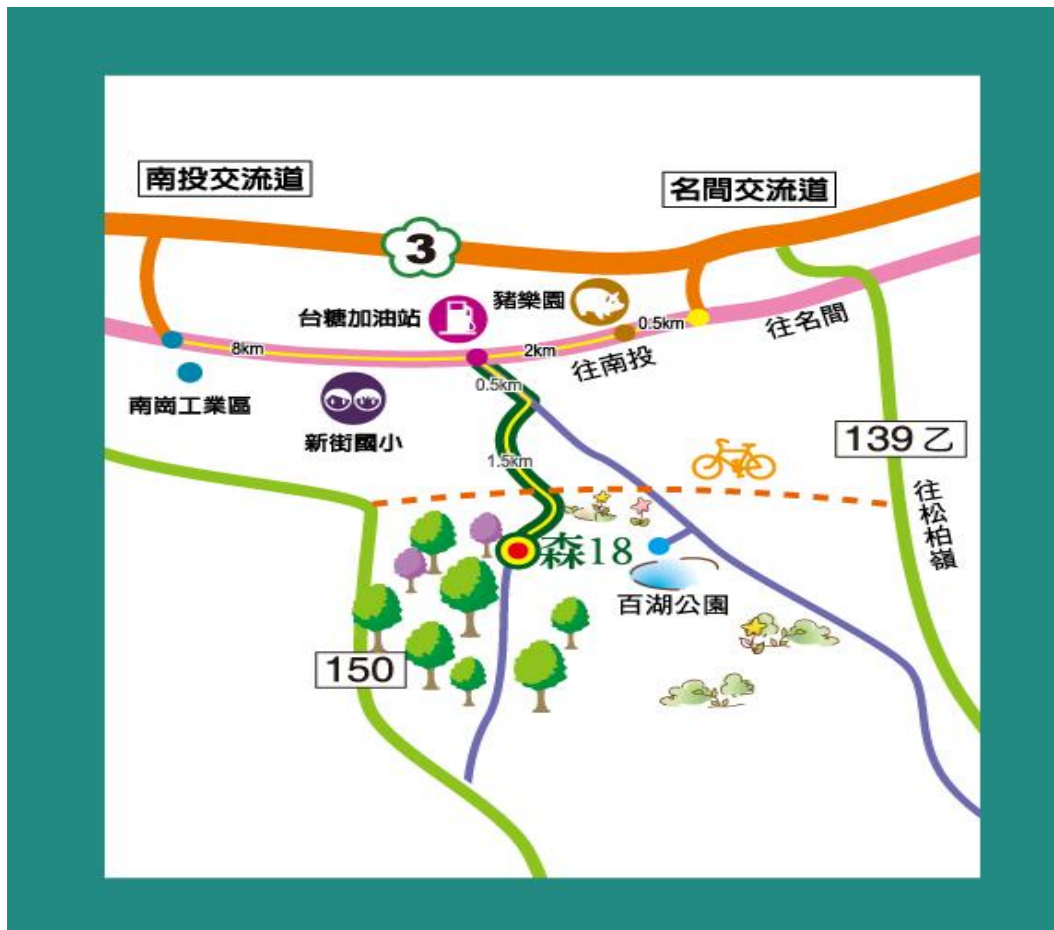 南投交流道
名間交流道
3
豬樂園
台糖加油站
0.5km
往名間
8km
2km
往南投
0.5km
南崗工業區
新街國小
139乙
1.5km
往松柏嶺
森18
百湖公園
150